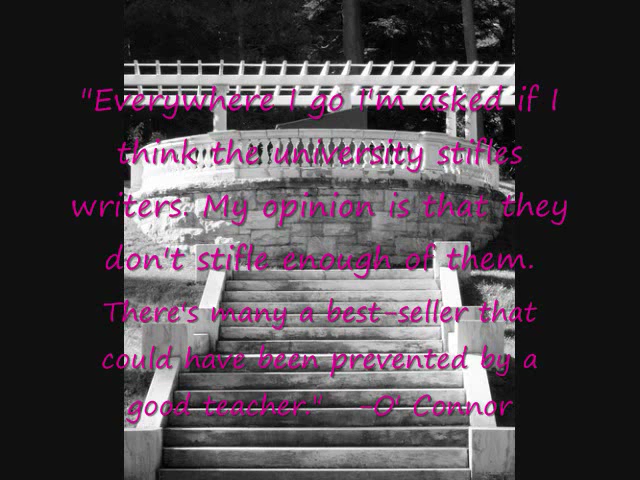 "Everywhere I go I'm asked if I
think the university stifles
writers. My opinion is that they
don't stifle enough of them.
There's many a best-seller that
could have been prevented by a
good teacher." -O' Connor